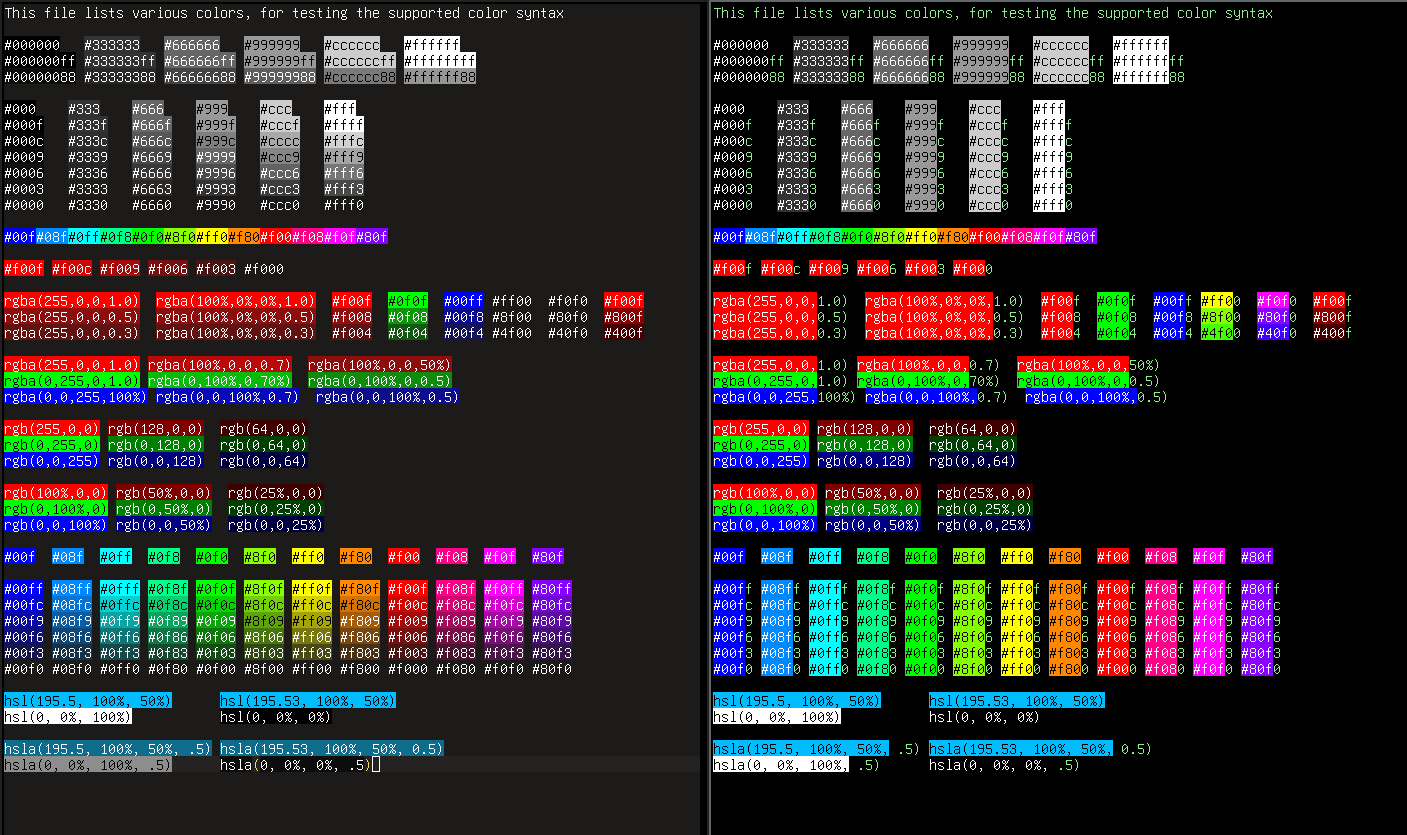 This file lists various colors, for testing the supported color syntax
#000000 #333333 #666666 #999999 #cccccc #ffffff
#000000ff #333333ff #666666ff #999999ff #ccccccff #ffffffff
#00000088 #33333388 #66666688 #99999988 #cccccc88 #ffffff88
#000 #333 #666 #999 #ccc #fff
#000f #333f #666f #999f #cccf #ffff
#000c #333c #666c #999c #cccc #fffc
#0009 #3339 #6669 #9999 #ccc9 #fff9
#0006 #3336 #6666 #9996 #ccc6 #fff6
#0003 #3333 #6663 #9993 #ccc3 #fff3
#0000 #3330 #6660 #9990 #ccc0 #fff0
#00f#08f#0ff#0f8#0f0#8f0#ff0#f80#f00#f08#f0f#80f
#f00f #f00c #f009 #f006 #f003 #f000
rgba(255,0,0,1.0) rgba(100%,0%,0%,1.0) #f00f #0f0f #00ff #ff00 #f0f0 #f00f
rgba(255,0,0,0.5) rgba(100%,0%,0%,0.5) #f008 #0f08 #00f8 #8f00 #80f0 #800f
rgba(255,0,0,0.3) rgba(100%,0%,0%,0.3) #f004 #0f04 #00f4 #4f00 #40f0 #400f
rgba(255,0,0,1.0) rgba(100%,0,0,0.7) rgba(100%,0,0,50%)
rgba(0,255,0,1.0) rgba(0,100%,0,70%) rgba(0,100%,0,0.5)
rgba(0,0,255,100%) rgba(0,0,100%,0.7) rgba(0,0,100%,0.5)
rgb(255,0,0) rgb(128,0,0) rgb(64,0,0)
rgb(0,255,0) rgb(0,128,0) rgb(0,64,0)
rgb(0,0,255) rgb(0,0,128) rgb(0,0,64)
rgb(100%,0,0) rgb(50%,0,0) rgb(25%,0,0)
rgb(0,100%,0) rgb(0,50%,0) rgb(0,25%,0)
rgb(0,0,100%) rgb(0,0,50%) rgb(0,0,25%)
#00f #08f #0ff #0f8 #0f0 #8f0 #ff0 #f80 #f00 #f08 #f0f #80f
#00ff #08ff #0fff #0f8f #0f0f #8f0f #ff0f #f80f #f00f #f08f #f0ff #80ff
#00fc #08fc #0ffc #0f8c #0f0c #8f0c #ff0c #f80c #f00c #f08c #f0fc #80fc
#00f9 #08f9 #0ff9 #0f89 #0f09 #8f09 #ff09 #f809 #f009 #f089 #f0f9 #80f9
#00f6 #08f6 #0ff6 #0f86 #0f06 #8f06 #ff06 #f806 #f006 #f086 #f0f6 #80f6
#00f3 #08f3 #0ff3 #0f83 #0f03 #8f03 #ff03 #f803 #f003 #f083 #f0f3 #80f3
#00f0 #08f0 #0ff0 #0f80 #0f00 #8f00 #ff00 #f800 #f000 #f080 #f0f0 #80f0
hsl(195.5, 100%, 50%) hsl(195.53, 100%, 50%)
hsl(0, 0%, 100%) hsl(0, 0%, 0%)
hsla(195.5, 100%, 50%, .5) hsla(195.53, 100%, 50%, 0.5)
hsla(0, 0%, 100%, .5) hsla(0, 0%, 0%, .5)
This file lists various colors, for testing the supported color syntax
#000000 #333333 #666666 #999999 #cccccc #ffffff
#000000ff #333333ff #666666ff #999999ff #ccccccff #ffffffff
#00000088 #33333388 #66666688 #99999988 #cccccc88 #ffffff88
#000 #333 #666 #999 #ccc #fff
#000f #333f #666f #999f #cccf #ffff
#000c #333c #666c #999c #cccc #fffc
#0009 #3339 #6669 #9999 #ccc9 #fff9
#0006 #3336 #6666 #9996 #ccc6 #fff6
#0003 #3333 #6663 #9993 #ccc3 #fff3
#0000 #3330 #6660 #9990 #ccc0 #fff0
#00f#08f#0ff#0f8#0f0#8f0#ff0#f80#f00#f08#f0f#80f
#f00f #f00c #f009 #f006 #f003 #f000
rgba(255,0,0,1.0) rgba(100%,0%,0%,1.0) #f00f #0f0f #00ff #ff00 #f0f0 #f00f
rgba(255,0,0,0.5) rgba(100%,0%,0%,0.5) #f008 #0f08 #00f8 #8f00 #80f0 #800f
rgba(255,0,0,0.3) rgba(100%,0%,0%,0.3) #f004 #0f04 #00f4 #4f00 #40f0 #400f
rgba(255,0,0,1.0) rgba(100%,0,0,0.7) rgba(100%,0,0,50%)
rgba(0,255,0,1.0) rgba(0,100%,0,70%) rgba(0,100%,0,0.5)
rgba(0,0,255,100%) rgba(0,0,100%,0.7) rgba(0,0,100%,0.5)
rgb(255,0,0) rgb(128,0,0) rgb(64,0,0)
rgb(0,255,0) rgb(0,128,0) rgb(0,64,0)
rgb(0,0,255) rgb(0,0,128) rgb(0,0,64)
rgb(100%,0,0) rgb(50%,0,0) rgb(25%,0,0)
rgb(0,100%,0) rgb(0,50%,0) rgb(0,25%,0)
rgb(0,0,100%) rgb(0,0,50%) rgb(0,0,25%)
#00f #08f #0ff #0f8 #0f0 #8f0 #ff0 #f80 #f00 #f08 #f0f #80f
#00ff #08ff #0fff #0f8f #0f0f #8f0f #ff0f #f80f #f00f #f08f #f0ff #80ff
#00fc #08fc #0ffc #0f8c #0f0c #8f0c #ff0c #f80c #f00c #f08c #f0fc #80fc
#00f9 #08f9 #0ff9 #0f89 #0f09 #8f09 #ff09 #f809 #f009 #f089 #f0f9 #80f9
#00f6 #08f6 #0ff6 #0f86 #0f06 #8f06 #ff06 #f806 #f006 #f086 #f0f6 #80f6
#00f3 #08f3 #0ff3 #0f83 #0f03 #8f03 #ff03 #f803 #f003 #f083 #f0f3 #80f3
#00f0 #08f0 #0ff0 #0f80 #0f00 #8f00 #ff00 #f800 #f000 #f080 #f0f0 #80f0
hsl(195.5, 100%, 50%) hsl(195.53, 100%, 50%)
hsl(0, 0%, 100%) hsl(0, 0%, 0%)
hsla(195.5, 100%, 50%, .5) hsla(195.53, 100%, 50%, 0.5)
hsla(0, 0%, 100%, .5) hsla(0, 0%, 0%, .5)